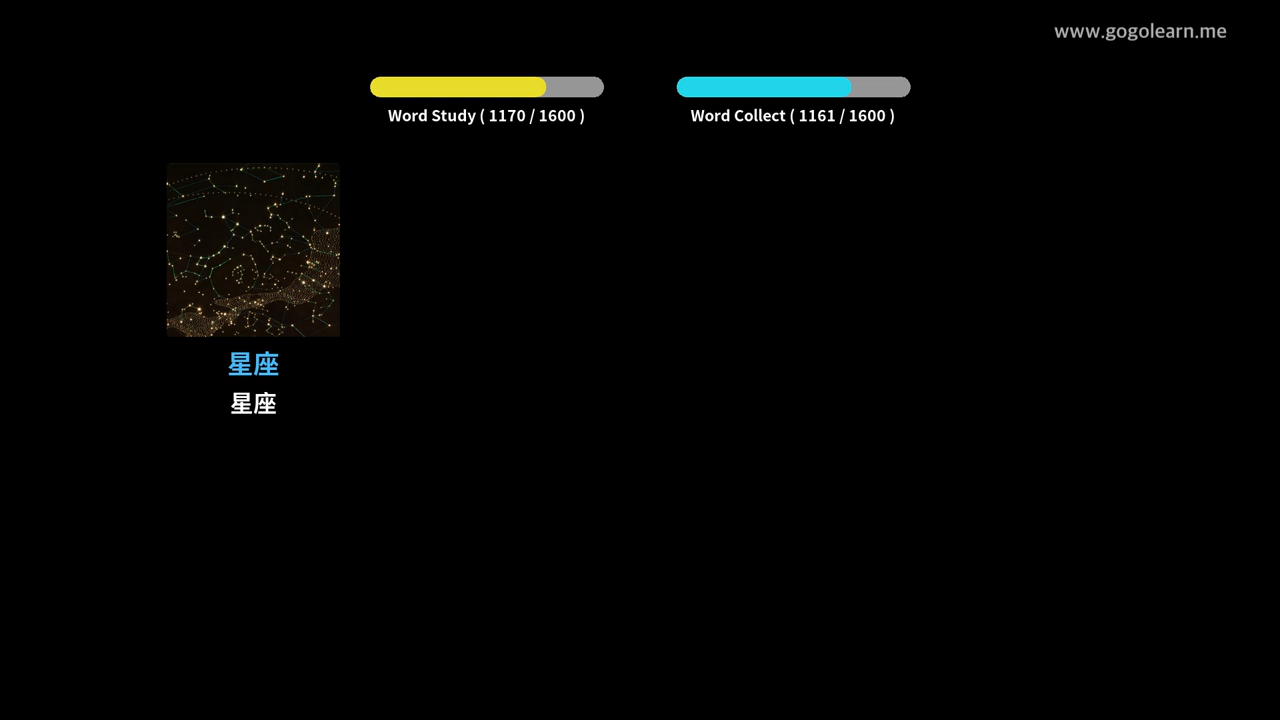 www.gogolearn.me
Word Study ( 1170 / 1600 )
Word Collect ( 1161 / 1600 )
星座
星座